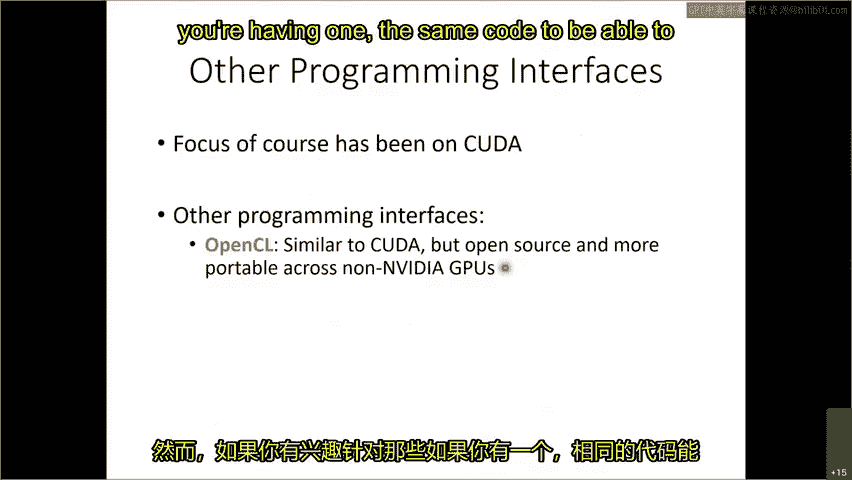 you're having one, the same code to be able to
Other Programming Interfaces
• Focus of course has been on CUDA
• Other programming interfaces:
• OpenCL: Similar to CUDA, but open source and more
portable across non-NVIDIA GPUs
然而，如果你有兴趣针对那些如果你有一个，相同的代码能
+15